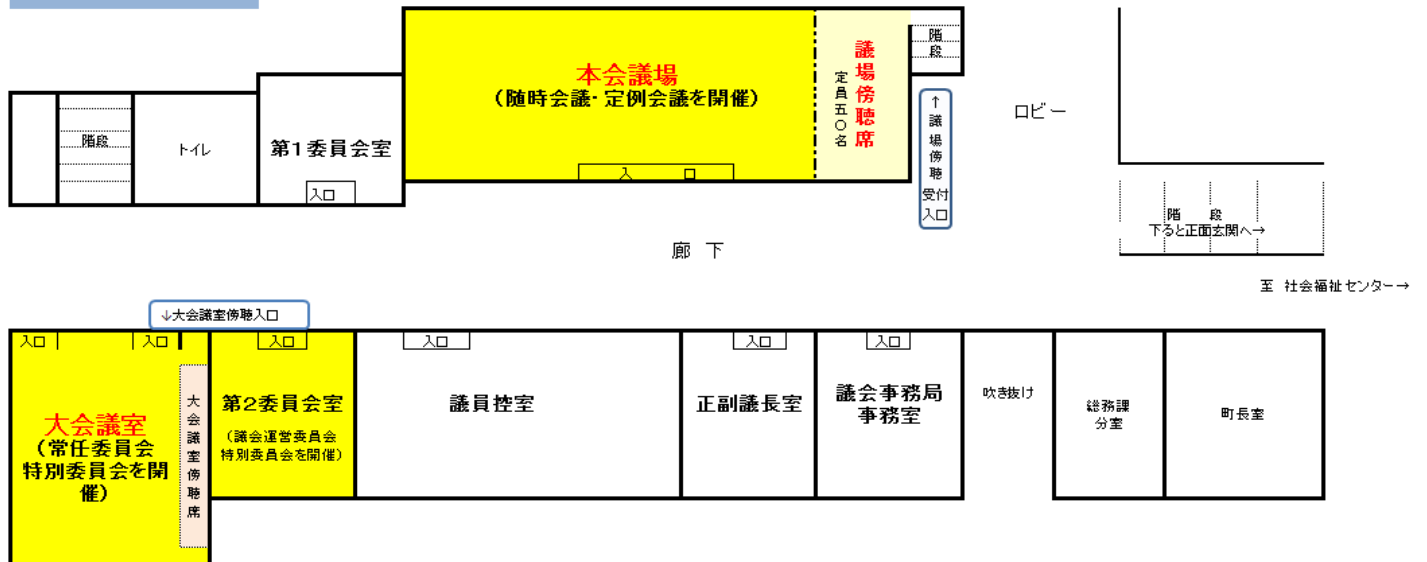 本会議場
（随時会議・定例会議を開催）
議場傍聴席
定員五〇名
階
段
↑議場傍聴
受付
入口
ロビー
階段
トイレ
第1委員会室
入口
入　　　口
階　　段
下ると正面玄関へ→
廊 下
至 社会福祉センター→
↓大会議室傍聴入口
入口
入口
入口
入口
入口
入口
大会議室
（常任委員会
特別委員会を開
催）
大会議室傍聴席
第2委員会室
（議会運営委員会
特別委員会を開催）
議員控室
正副議長室
議会事務局
事務室
吹き抜け
総務課
分室
町長室